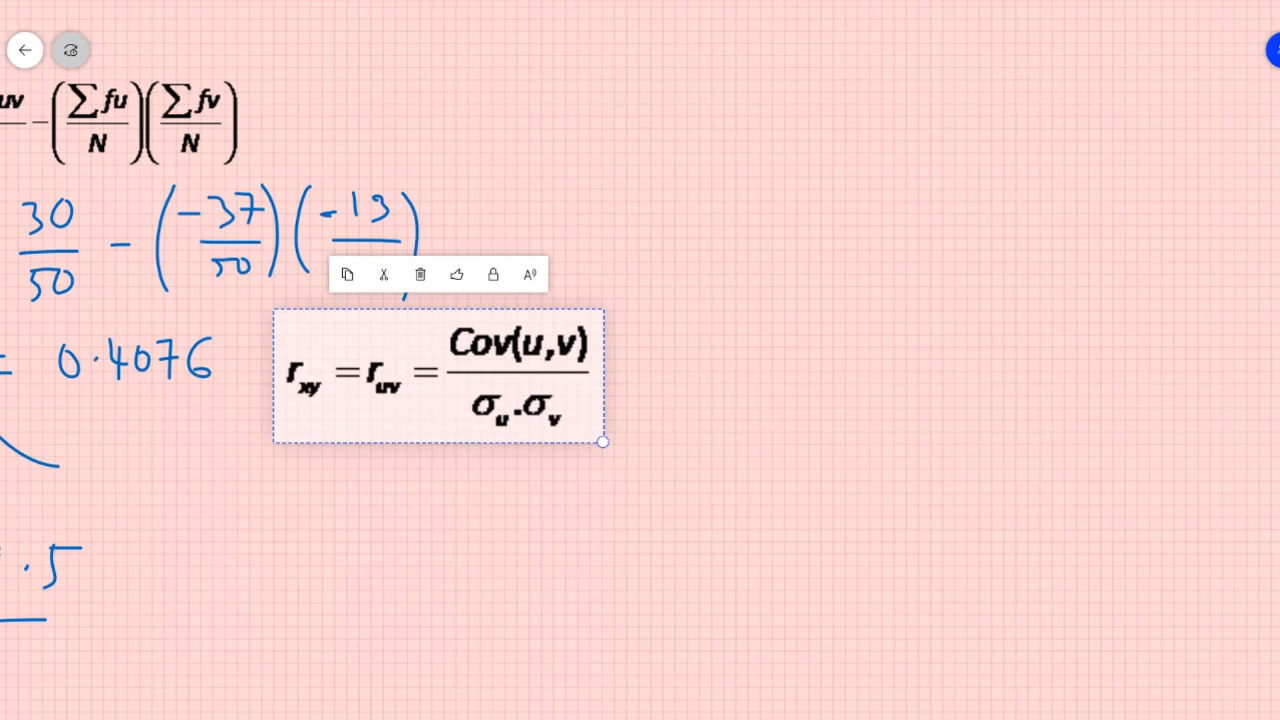 uv/ − (∑fu/N)(∑fv/N)
30/50 − (−37/50)(−13/)
= 0.4076
r_xy = r_uv = Cov(u,v)/σ_u.σ_v
.5